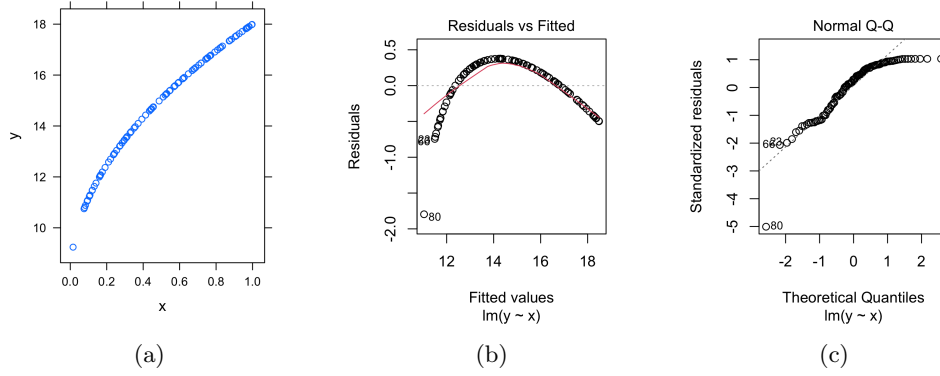 18
16
14
12
10
y
0.0
0.2
0.4
0.6
0.8
1.0
x
(a)
Residuals vs Fitted
0.5
0.0
-1.0
-2.0
Residuals
80
12
14
16
18
Fitted values
lm(y ~ x)
(b)
Normal Q-Q
1
0
-1
-2
-3
-4
-5
Standardized residuals
80
-2
-1
0
1
2
Theoretical Quantiles
lm(y ~ x)
(c)